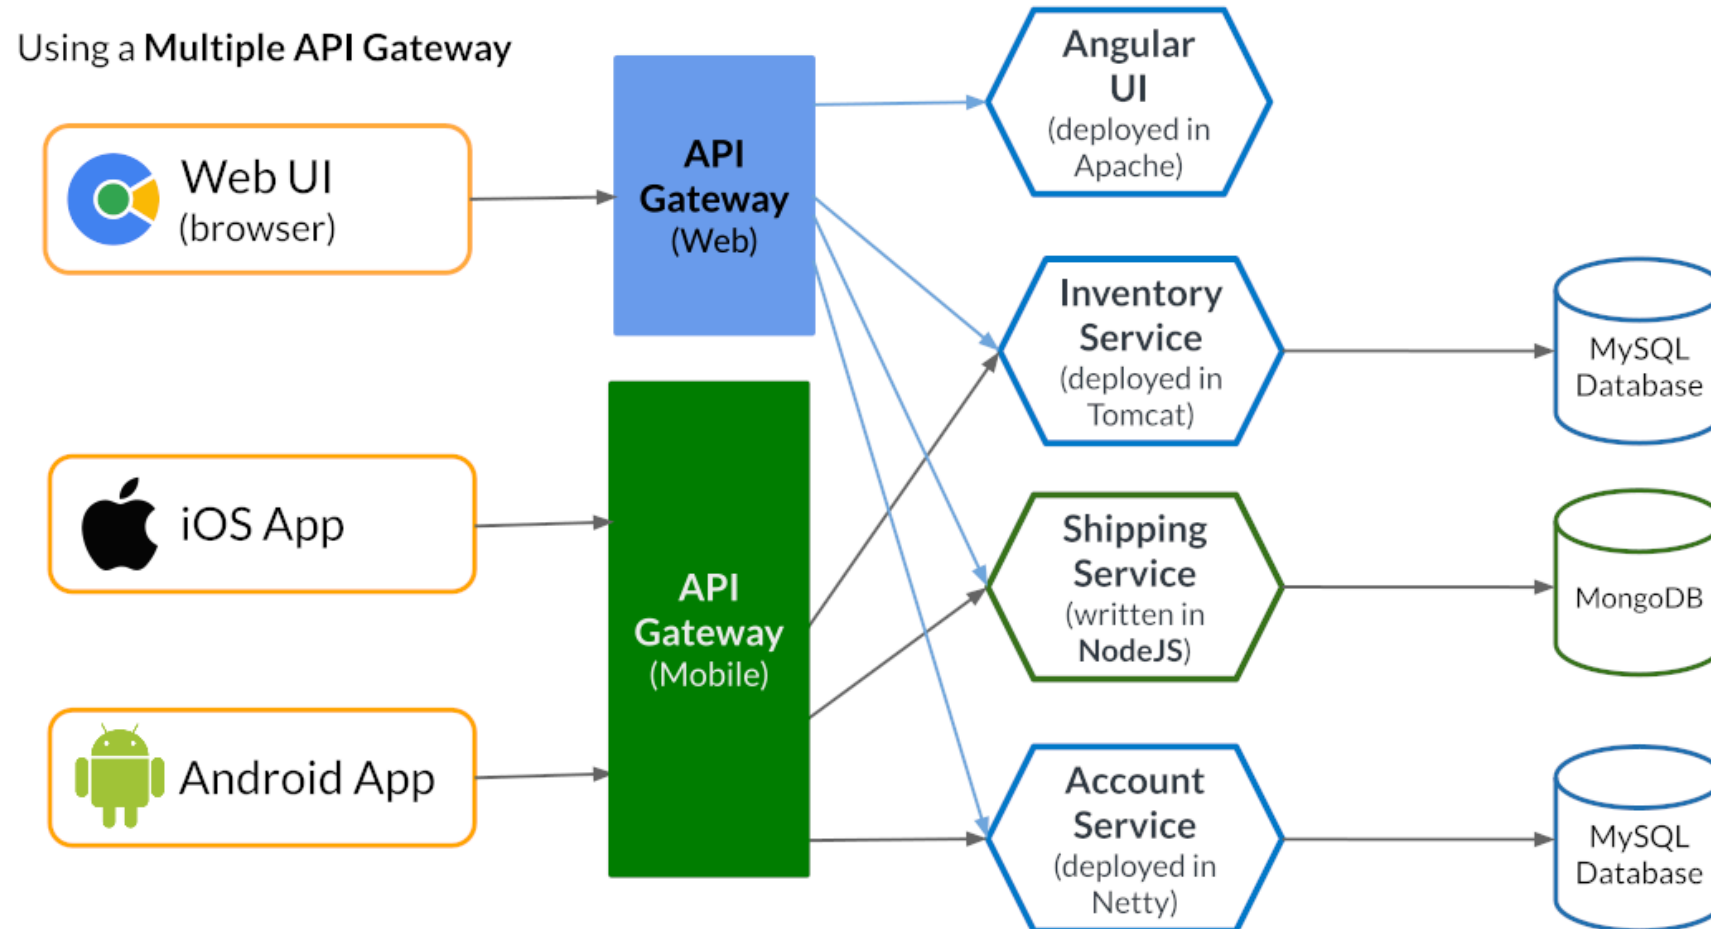 Using a Multiple API Gateway
Web UI
(browser)
iOS App
Android App
API
Gateway
(Web)
API
Gateway
(Mobile)
Angular
UI
(deployed in
Apache)
Inventory
Service
(deployed in
Tomcat)
Shipping
Service
(written in
NodeJS)
Account
Service
(deployed in
Netty)
MySQL
Database
MongoDB
MySQL
Database